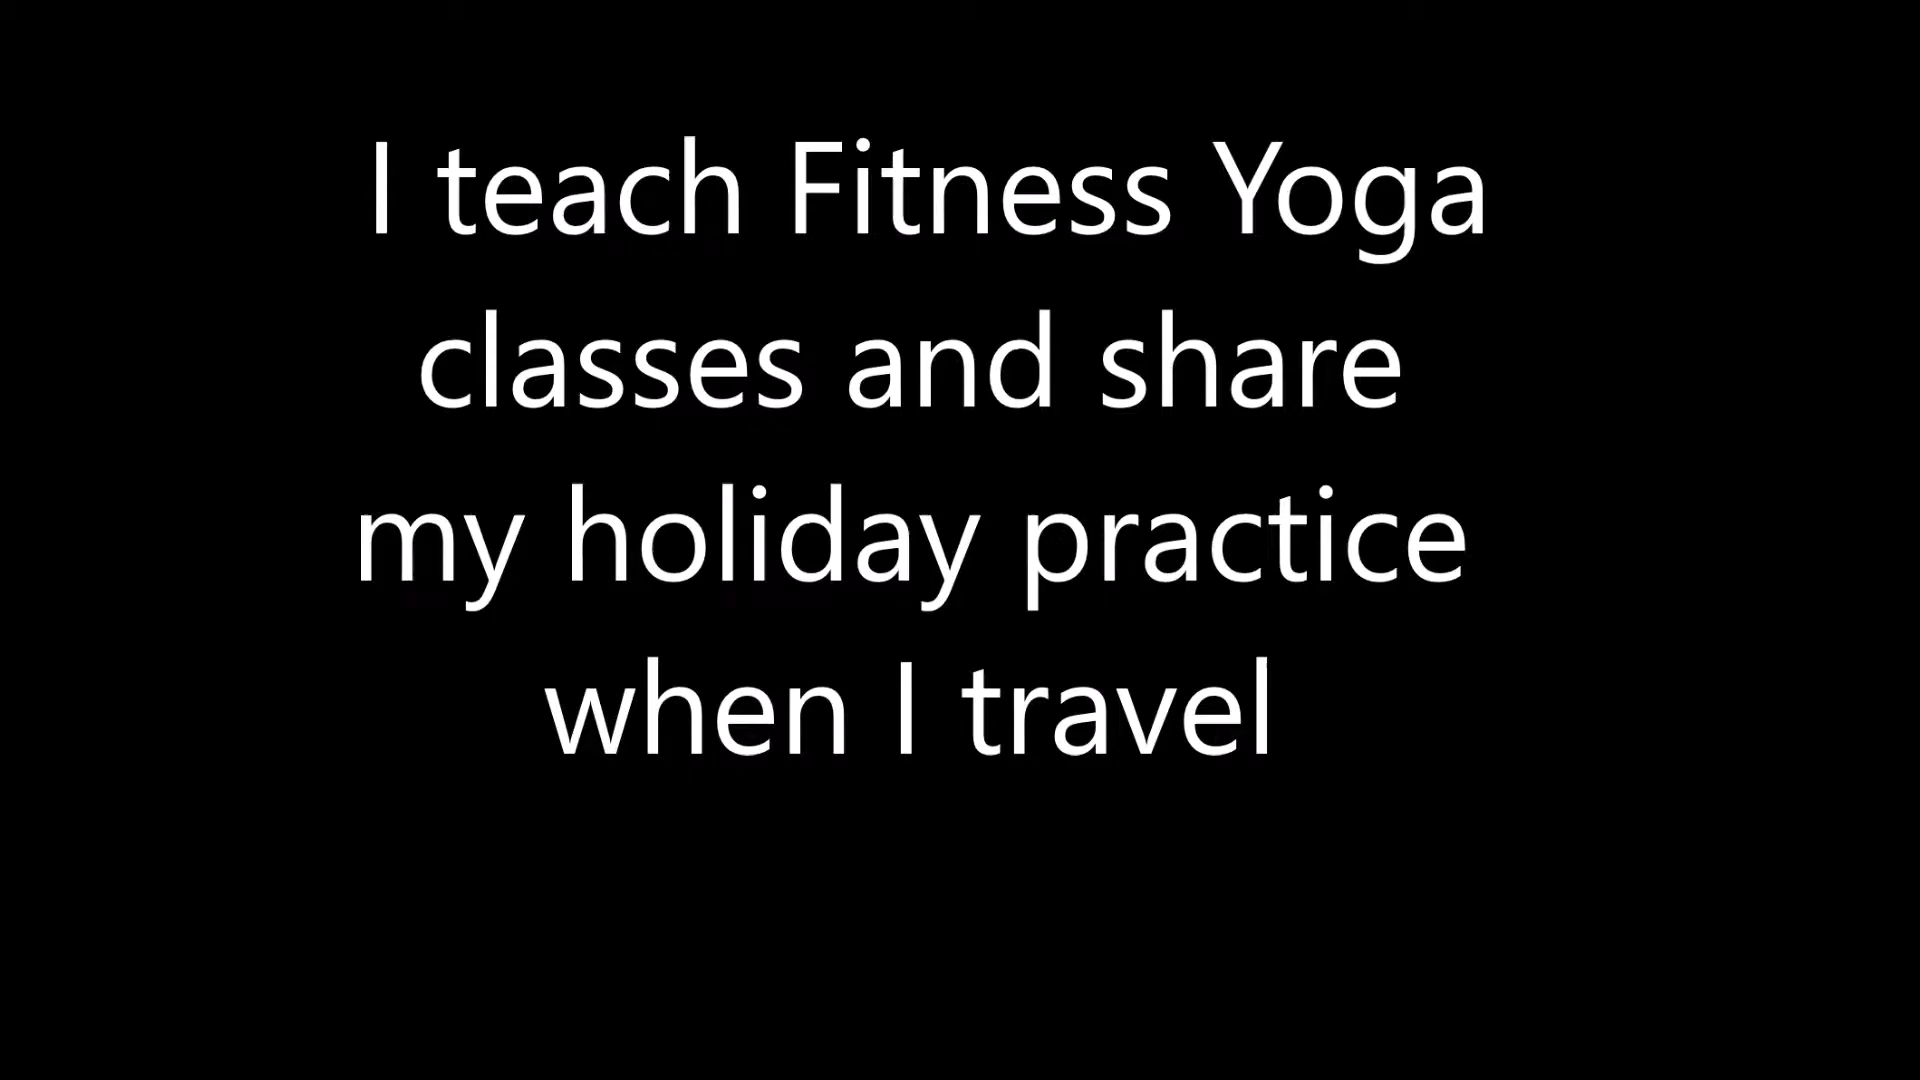 I teach Fitness Yoga
classes and share
my holiday practice
when I travel